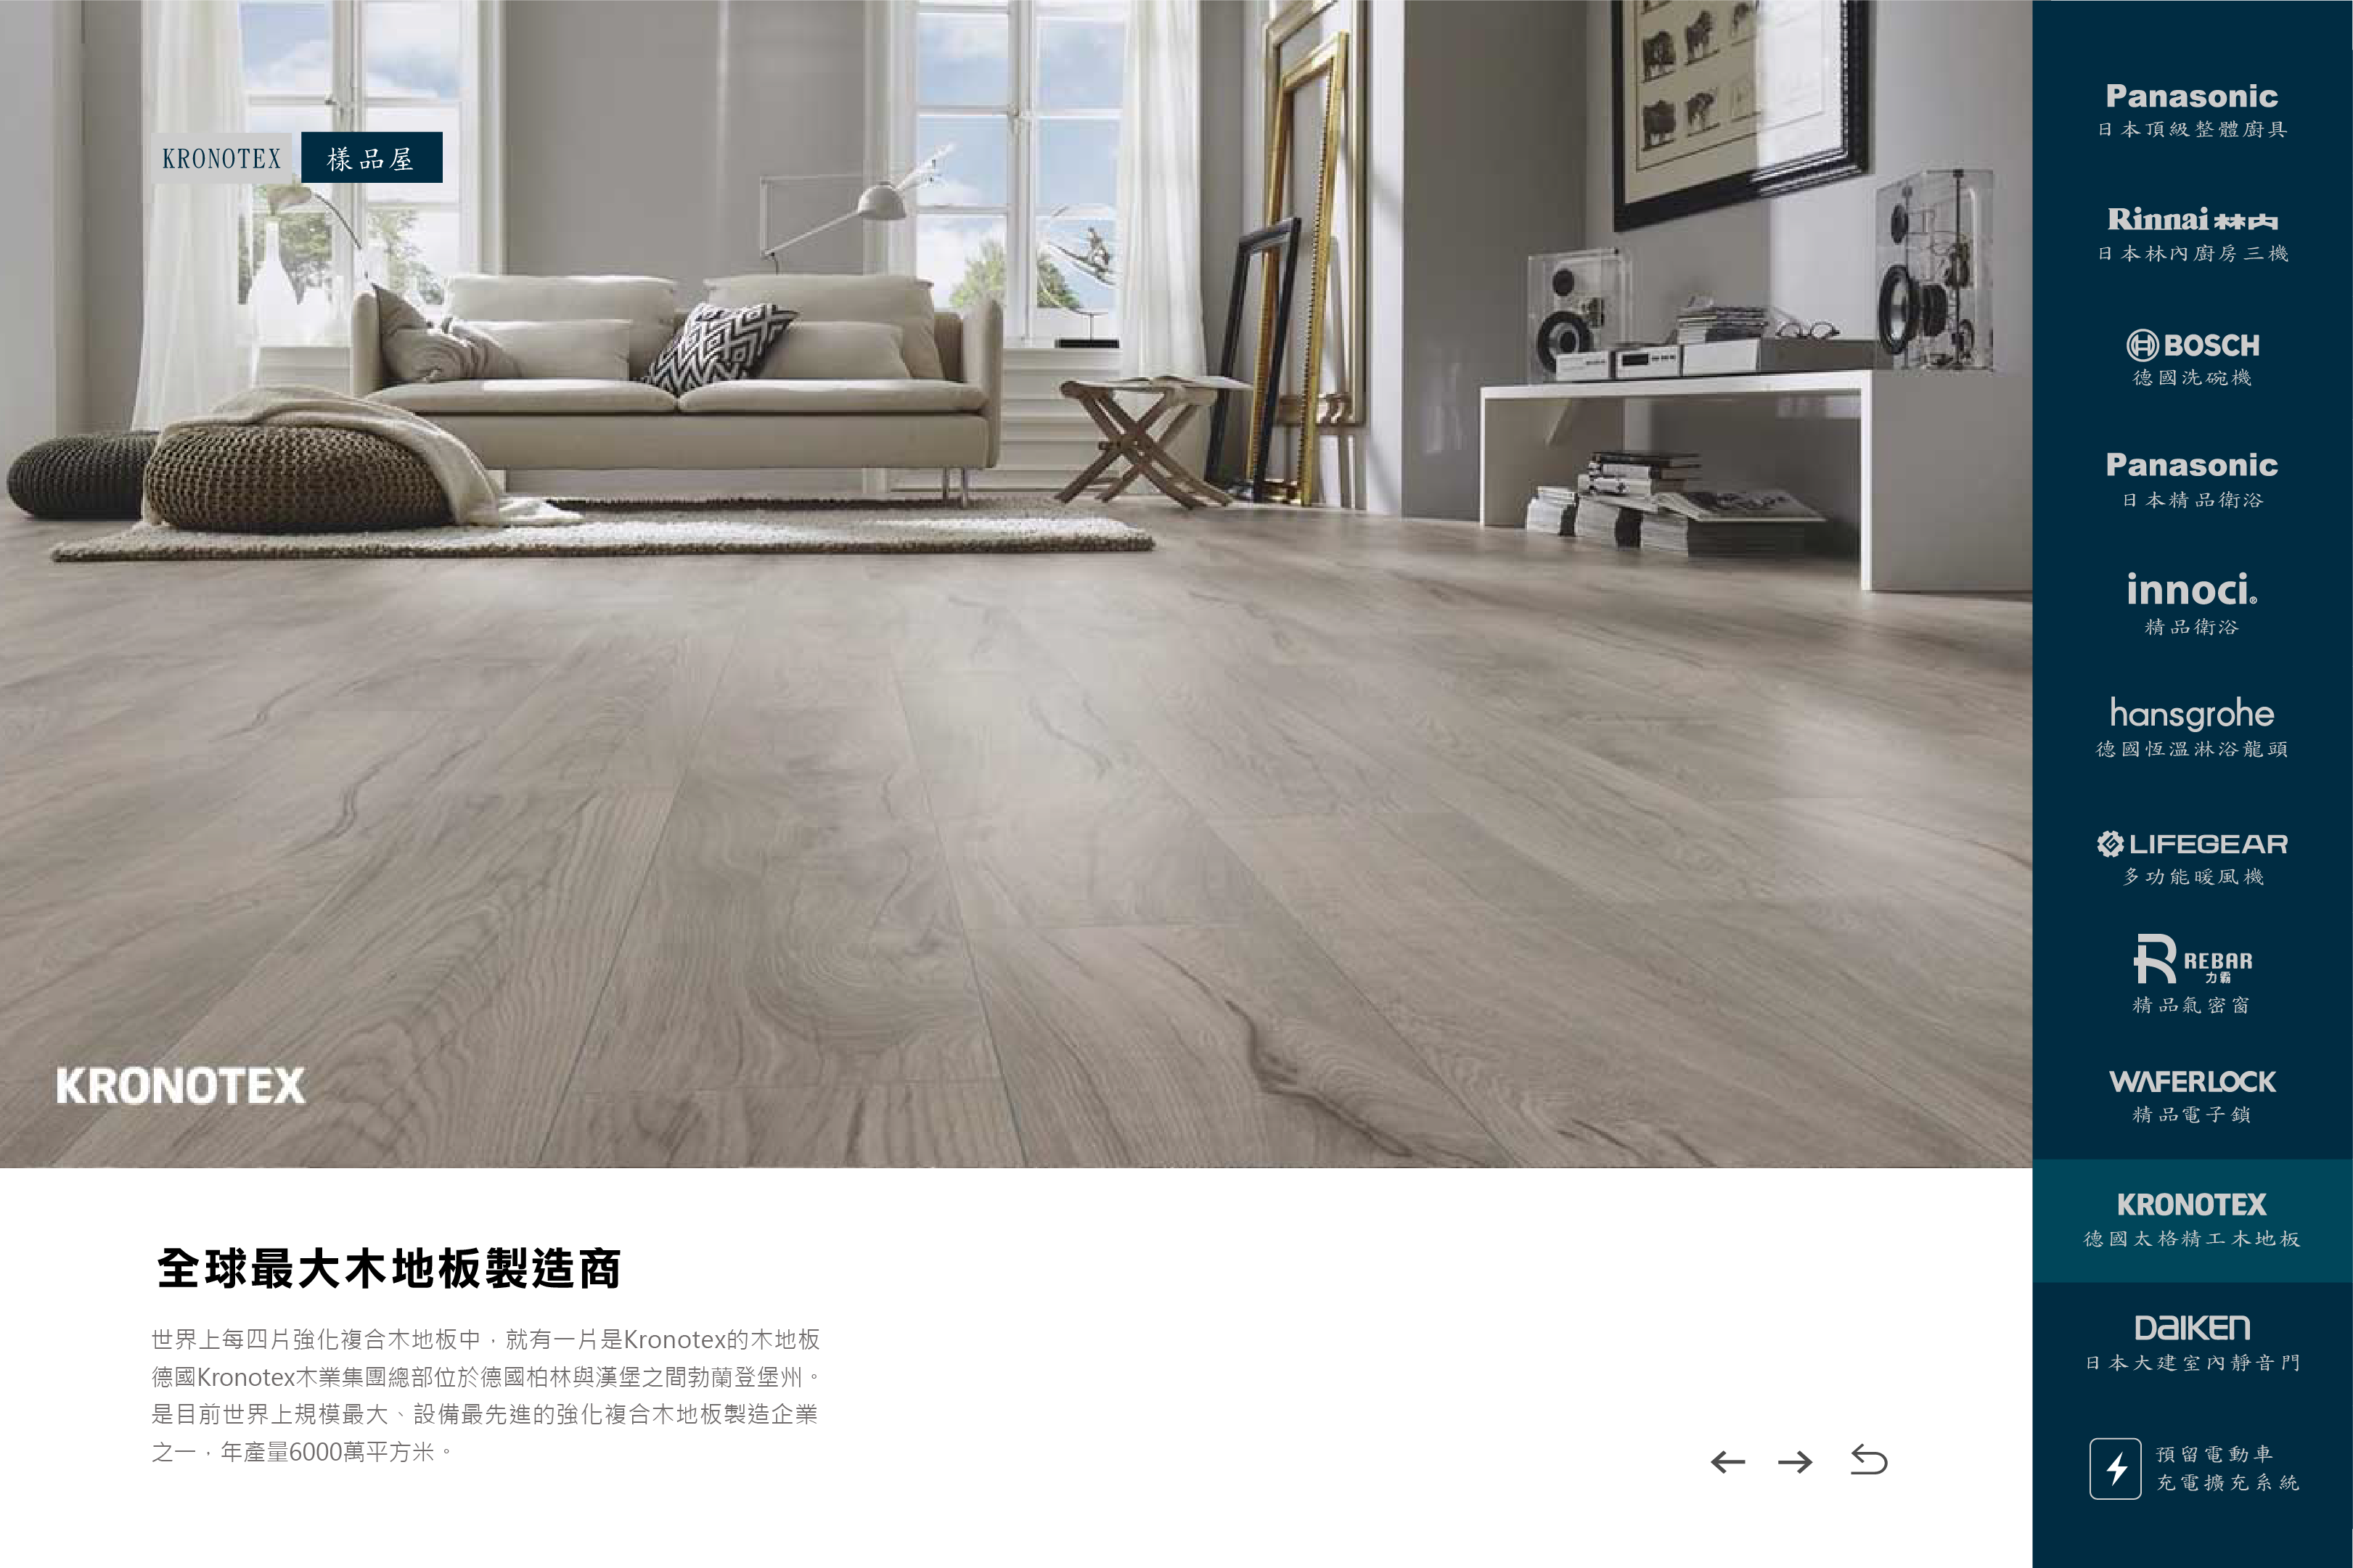 KRONOTEX 樣品屋
KRONOTEX
全球最大木地板製造商
世界上每四片強化複合木地板中，就有一片是Kronotex的木地板
德國Kronotex木業集團總部位於德國柏林與漢堡之間勃蘭登堡州。
是目前世界上規模最大、設備最先進的強化複合木地板製造企業
之一，年產量6000萬平方米。
Panasonic
日本頂級整體廚具
Rinnai 林内
日本林內廚房三機
BOSCH
德國洗碗機
Panasonic
日本精品衛浴
innoci®
精品衛浴
hansgrohe
德國恆溫淋浴龍頭
LIFEGEAR
多功能暖風機
R REBAR
力霸
精品氣密窗
WAFERLOCK
精品電子鎖
KRONOTEX
德國太格精工木地板
DAIKEN
日本大建室內靜音門
預留電動車
充電擴充系統